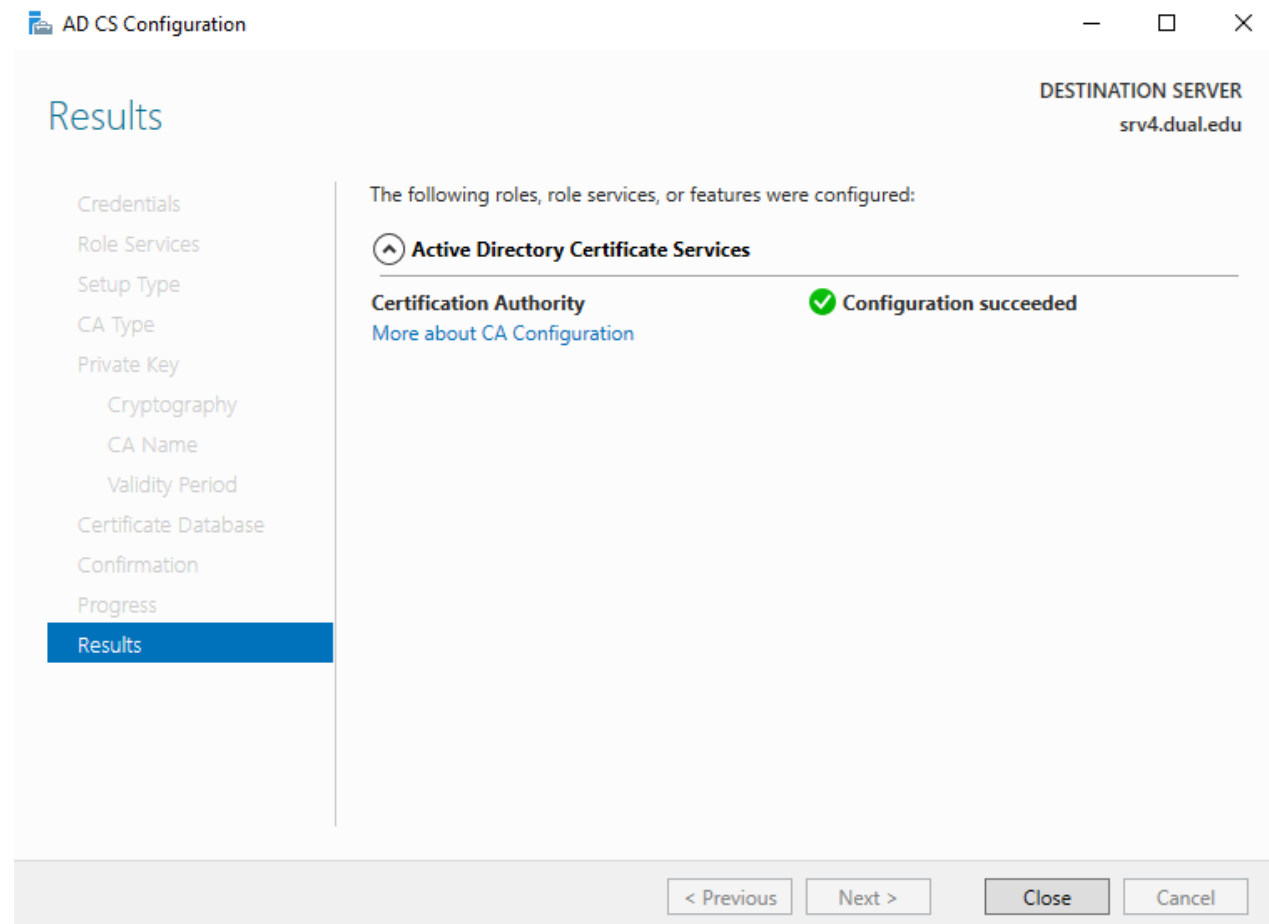 AD CS Configuration
Results
DESTINATION SERVER
srv4.dual.edu
Credentials
Role Services
Setup Type
CA Type
Private Key
Cryptography
CA Name
Validity Period
Certificate Database
Confirmation
Progress
Results
The following roles, role services, or features were configured:
Active Directory Certificate Services
Certification Authority
Configuration succeeded
More about CA Configuration
< Previous
Next >
Close
Cancel